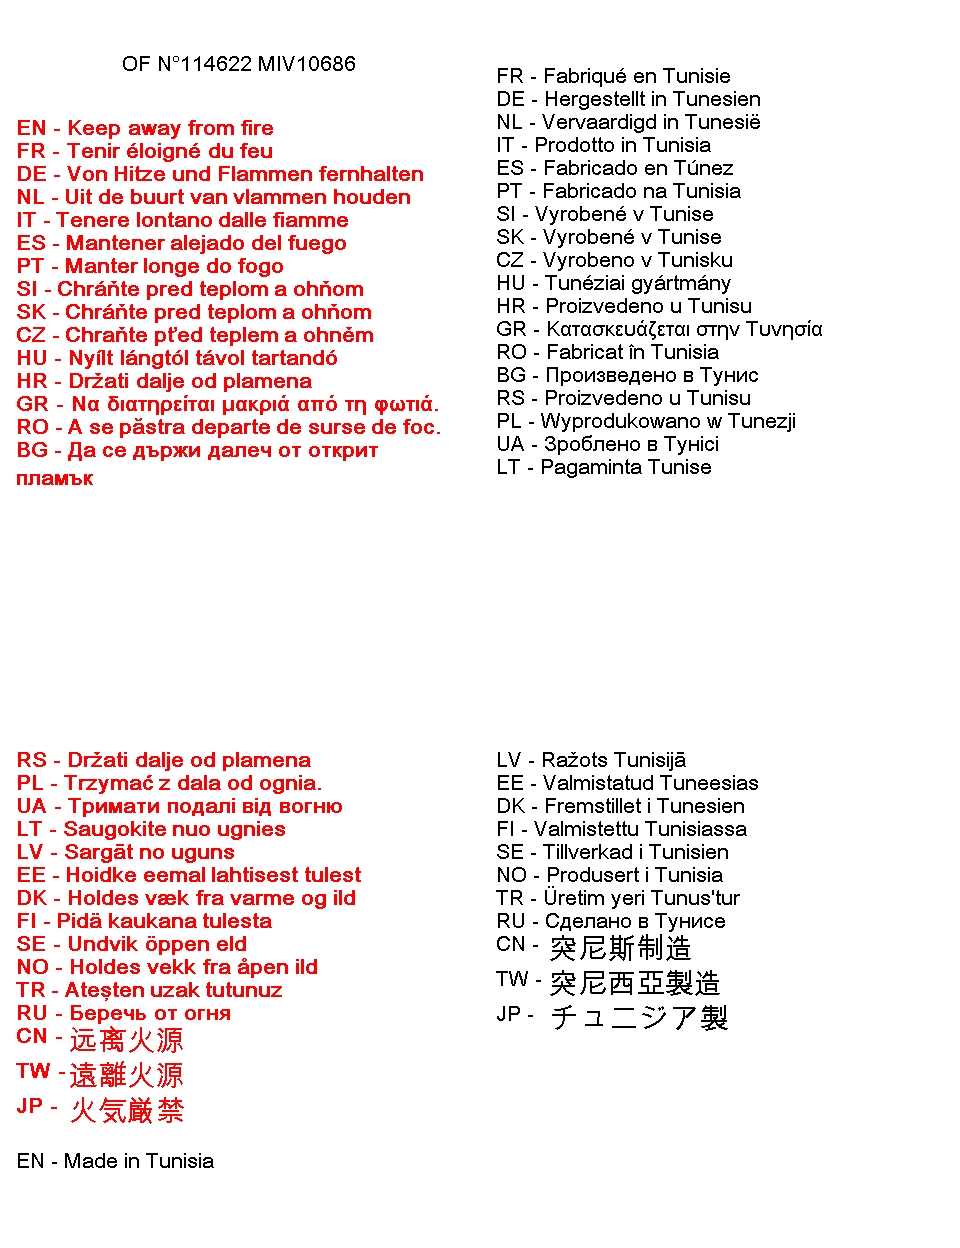 OF N°114622 MIV10686
EN - Keep away from fire
FR - Tenir éloigné du feu
DE - Von Hitze und Flammen fernhalten
NL - Uit de buurt van vlammen houden
IT - Tenere lontano dalle fiamme
ES - Mantener alejado del fuego
PT - Manter longe do fogo
SI - Chráňte pred teplom a ohňom
SK - Chráňte pred teplom a ohňom
CZ - Chraňte pťed teplem a ohněm
HU - Nyílt lángtól távol tartandó
HR - Držati dalje od plamena
GR - Να διατηρείται μακριά από τη φωτιά.
RO - A se păstra departe de surse de foc.
BG - Да се държи далеч от открит
пламък
RS - Držati dalje od plamena
PL - Trzymać z dala od ognia.
UA - Тримати подалі від вогню
LT - Saugokite nuo ugnies
LV - Sargāt no uguns
EE - Hoidke eemal lahtisest tulest
DK - Holdes væk fra varme og ild
FI - Pidä kaukana tulesta
SE - Undvik öppen eld
NO - Holdes vekk fra åpen ild
TR - Ateşten uzak tutunuz
RU - Беречь от огня
CN - 远离火源
TW - 遠離火源
JP - 火気厳禁
EN - Made in Tunisia
FR - Fabriqué en Tunisie
DE - Hergestellt in Tunesien
NL - Vervaardigd in Tunesië
IT - Prodotto in Tunisia
ES - Fabricado en Túnez
PT - Fabricado na Tunisia
SI - Vyrobené v Tunise
SK - Vyrobené v Tunise
CZ - Vyrobeno v Tunisku
HU - Tunéziai gyártmány
HR - Proizvedeno u Tunisu
GR - Κατασκευάζεται στην Τυνησία
RO - Fabricat în Tunisia
BG - Произведено в Тунис
RS - Proizvedeno u Tunisu
PL - Wyprodukowano w Tunezji
UA - Зроблено в Тунісі
LT - Pagaminta Tunise
LV - Ražots Tunisijā
EE - Valmistatud Tuneesias
DK - Fremstillet i Tunesien
FI - Valmistettu Tunisiassa
SE - Tillverkad i Tunisien
NO - Produsert i Tunisia
TR - Üretim yeri Tunus'tur
RU - Сделано в Тунисе
CN - 突尼斯制造
TW - 突尼西亞製造
JP - チュニジア製